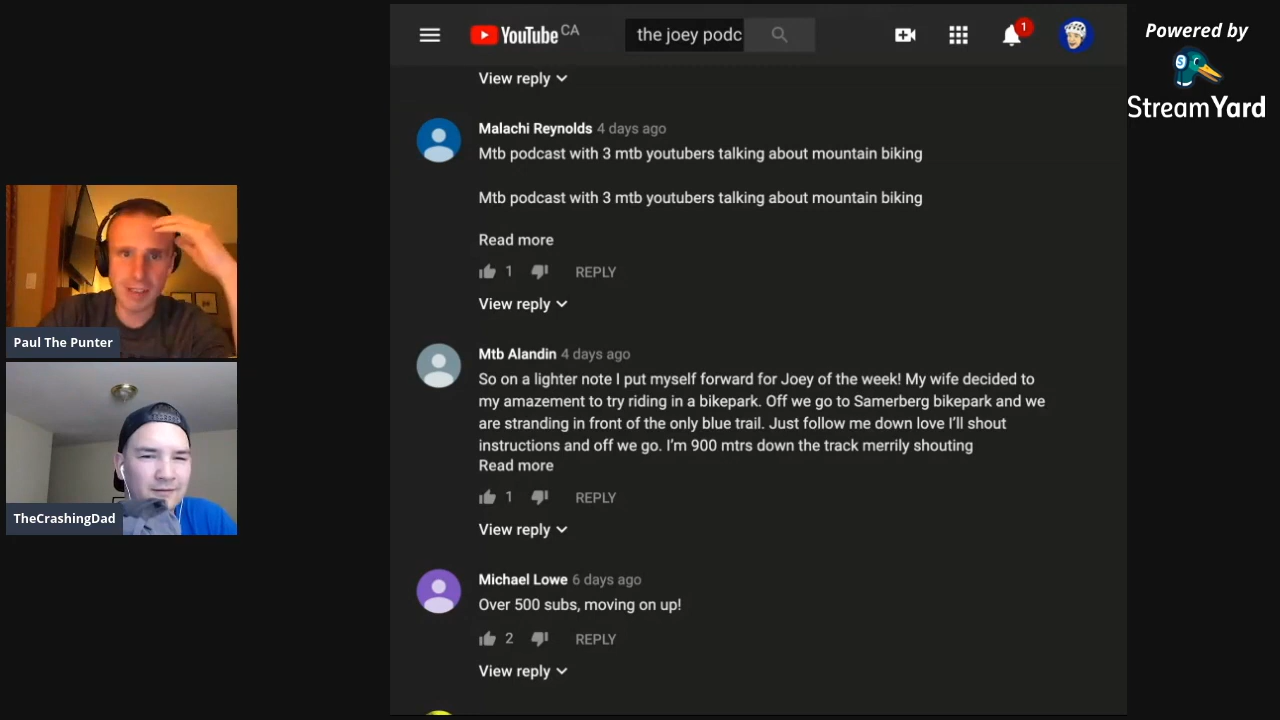 YouTube CA
the joey podc
1
Powered by
StreamYard
View reply
Malachi Reynolds 4 days ago
Mtb podcast with 3 mtb youtubers talking about mountain biking
Mtb podcast with 3 mtb youtubers talking about mountain biking
Read more
1 REPLY
View reply
Mtb Alandin 4 days ago
So on a lighter note I put myself forward for Joey of the week! My wife decided to
my amazement to try riding in a bikepark. Off we go to Samerberg bikepark and we
are stranding in front of the only blue trail. Just follow me down love I'll shout
instructions and off we go. I'm 900 mtrs down the track merrily shouting
Read more
1 REPLY
View reply
Michael Lowe 6 days ago
Over 500 subs, moving on up!
2 REPLY
View reply
Paul The Punter
TheCrashingDad